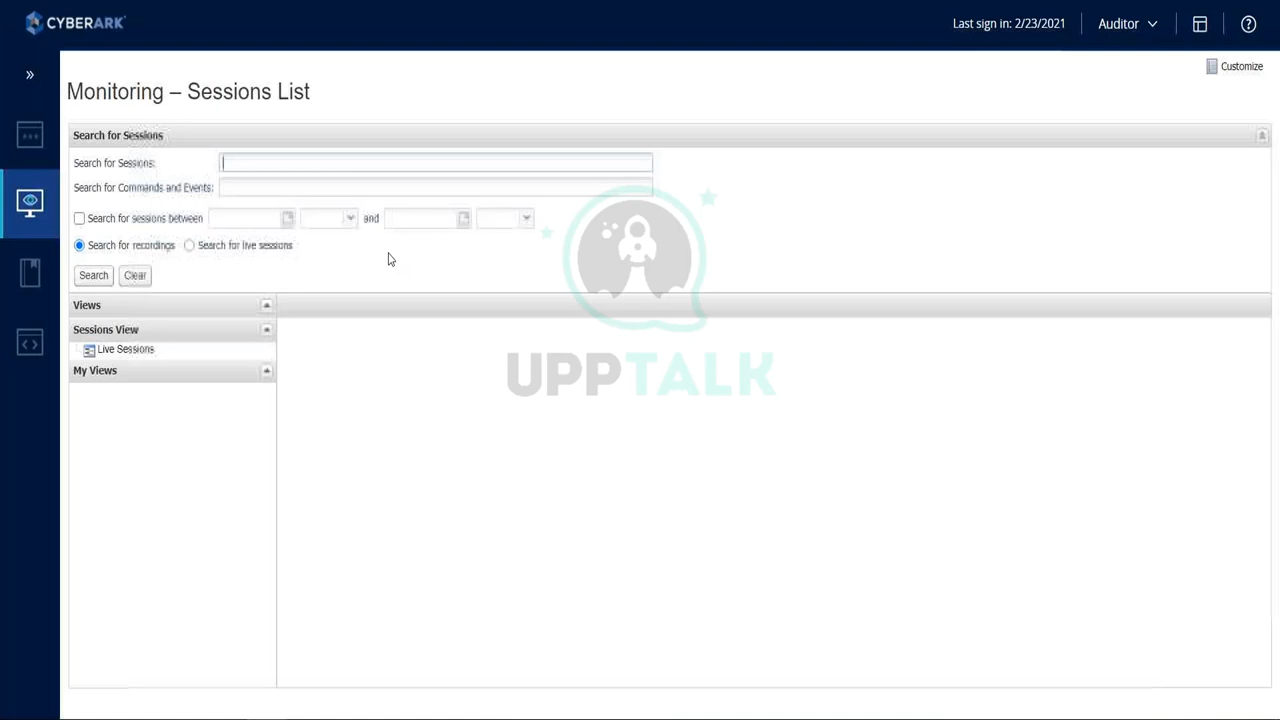 CYBERARK
Last sign in: 2/23/2021
Auditor
Customize
Monitoring – Sessions List
Search for Sessions
Search for Sessions:
Search for Commands and Events:
Search for sessions between and
Search for recordings Search for live sessions
Search Clear
Views
Sessions View
Live Sessions
My Views
UPPTALK